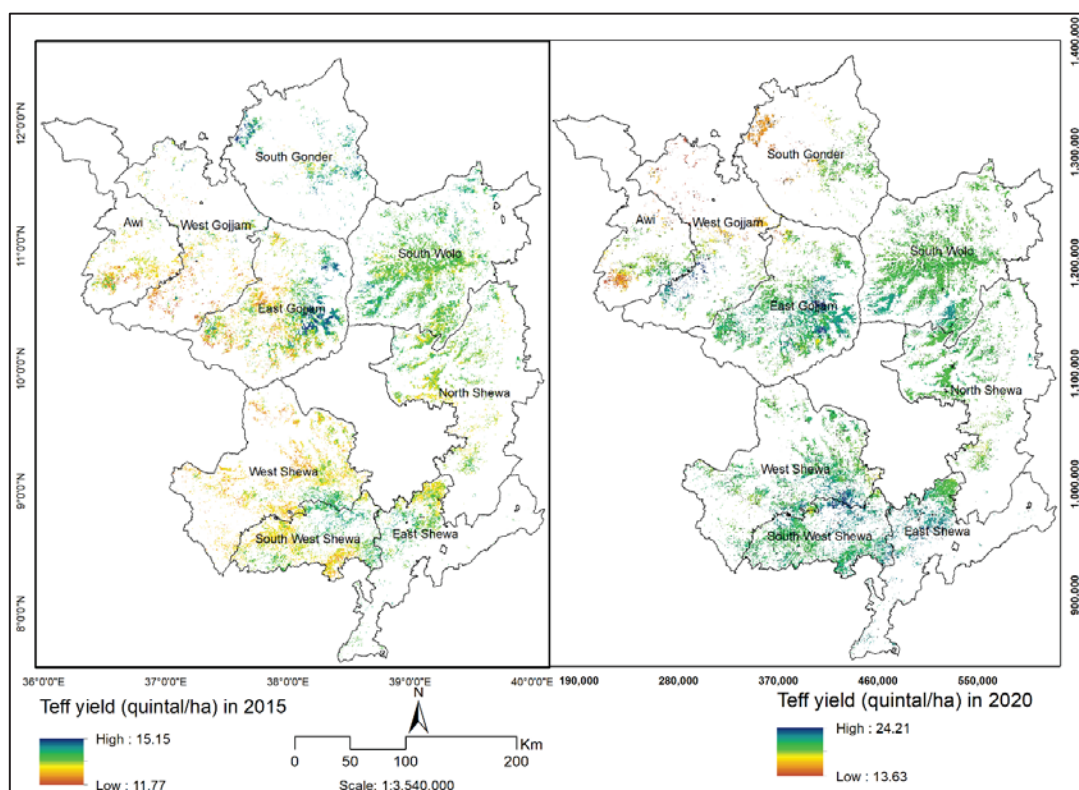 12°0'0"N
11°0'0"N
10°0'0"N
9°0'0"N
8°0'0"N
South Gonder
Awi
West Gojjam
South Wolo
East Gojam
North Shewa
West Shewa
South West Shewa
East Shewa
36°0'0"E
37°0'0"E
38°0'0"E
39°0'0"E
40°0'0"E
South Gonder
Awi
West Gojjam
South Wolo
East Gojjam
North Shewa
West Shewa
South West Shewa
East Shewa
1.400.000
1.300.000
1.200.000
1.100.000
1.000.000
900,000
190,000
280,000
370,000
460,000
550,000
Teff yield (quintal/ha) in 2015
High : 15.15
Low : 11.77
N
0 50 100 200 Km
Scale: 1:3.540.000
Teff yield (quintal/ha) in 2020
High : 24.21
Low : 13.63